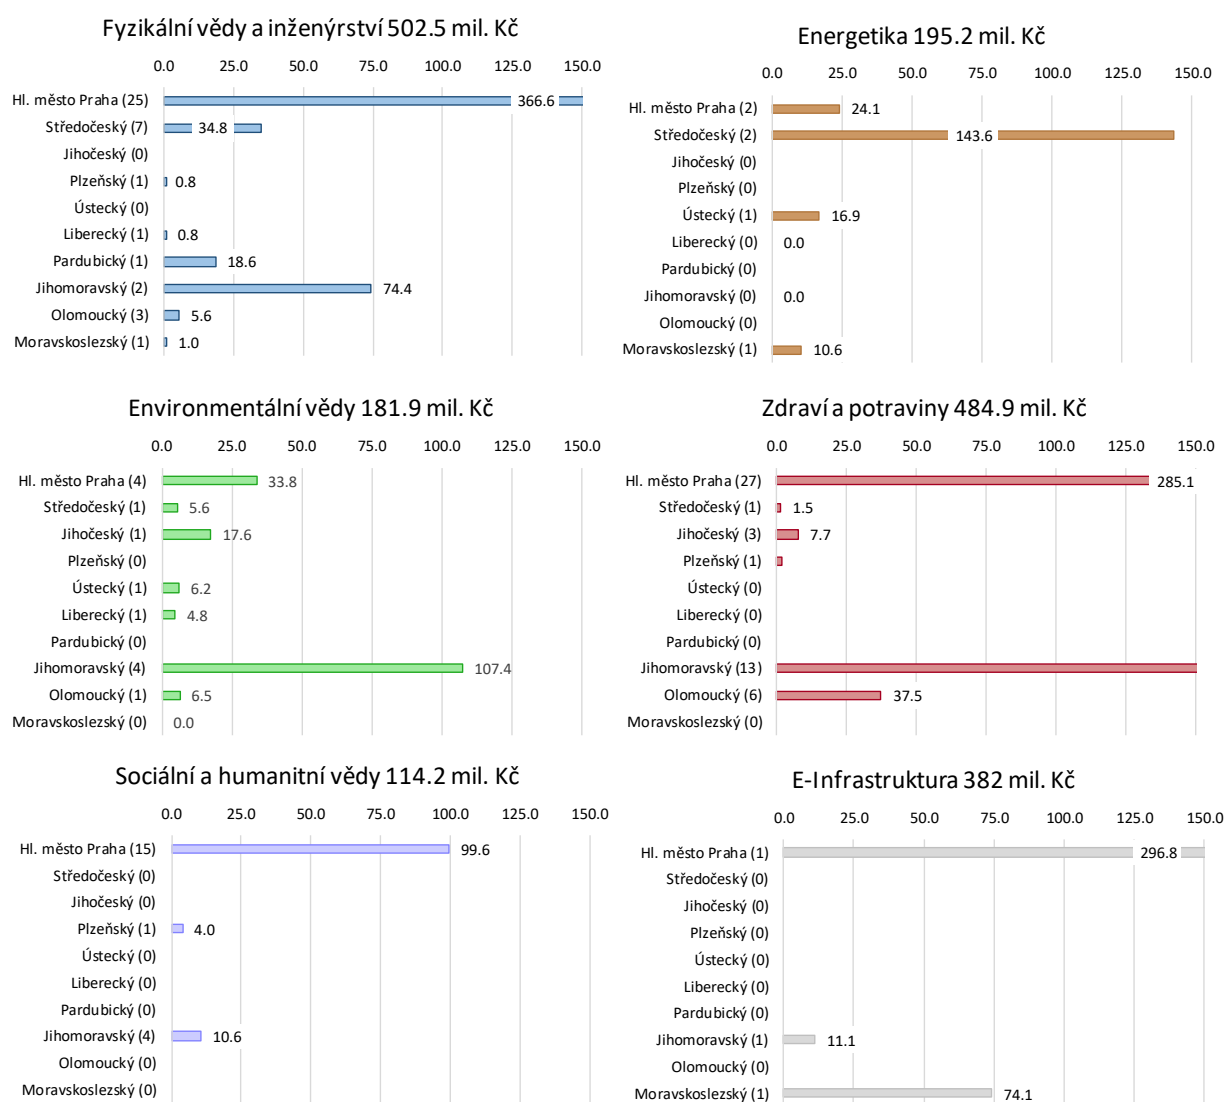 Fyzikální vědy a inženýrství 502.5 mil. Kč
0.0 25.0 50.0 75.0 100.0 125.0 150.0
Hl. město Praha (25) 366.6
Středočeský (7) 34.8
Jihočeský (0)
Plzeňský (1) 0.8
Ústecký (0)
Liberecký (1) 0.8
Pardubický (1) 18.6
Jihomoravský (2) 74.4
Olomoucký (3) 5.6
Moravskoslezský (1) 1.0
Energetika 195.2 mil. Kč
0.0 25.0 50.0 75.0 100.0 125.0 150.0
Hl. město Praha (2) 24.1
Středočeský (2) 143.6
Jihočeský (0)
Plzeňský (0)
Ústecký (1) 16.9
Liberecký (0) 0.0
Pardubický (0)
Jihomoravský (0) 0.0
Olomoucký (0)
Moravskoslezský (1) 10.6
Environmentální vědy 181.9 mil. Kč
0.0 25.0 50.0 75.0 100.0 125.0 150.0
Hl. město Praha (4) 33.8
Středočeský (1) 5.6
Jihočeský (1) 17.6
Plzeňský (0)
Ústecký (1) 6.2
Liberecký (1) 4.8
Pardubický (0)
Jihomoravský (4) 107.4
Olomoucký (1) 6.5
Moravskoslezský (0) 0.0
Zdraví a potraviny 484.9 mil. Kč
0.0 25.0 50.0 75.0 100.0 125.0 150.0
Hl. město Praha (27) 285.1
Středočeský (1) 1.5
Jihočeský (3) 7.7
Plzeňský (1)
Ústecký (0)
Liberecký (0)
Pardubický (0)
Jihomoravský (13)
Olomoucký (6) 37.5
Moravskoslezský (0)
Sociální a humanitní vědy 114.2 mil. Kč
0.0 25.0 50.0 75.0 100.0 125.0 150.0
Hl. město Praha (15) 99.6
Středočeský (0)
Jihočeský (0)
Plzeňský (1) 4.0
Ústecký (0)
Liberecký (0)
Pardubický (0)
Jihomoravský (4) 10.6
Olomoucký (0)
Moravskoslezský (0)
E-Infrastruktura 382 mil. Kč
0.0 25.0 50.0 75.0 100.0 125.0 150.0
Hl. město Praha (1) 296.8
Středočeský (0)
Jihočeský (0)
Plzeňský (0)
Ústecký (0)
Liberecký (0)
Pardubický (0)
Jihomoravský (1) 11.1
Olomoucký (0)
Moravskoslezský (1) 74.1